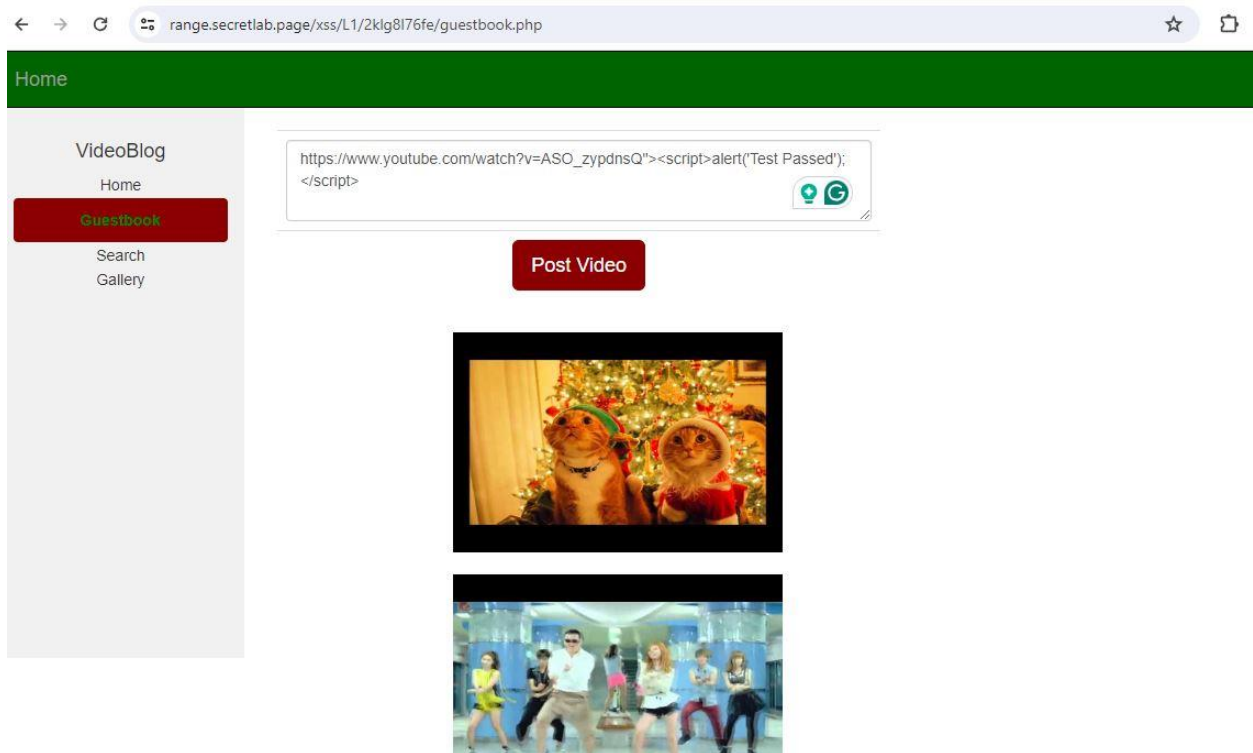 range.secretlab.page/xss/L1/2klg8l76fe/guestbook.php
Home
VideoBlog
Home
Guestbook
Search
Gallery
https://www.youtube.com/watch?v=ASO_zypdnsQ"><script>alert('Test Passed');
</script>
Post Video